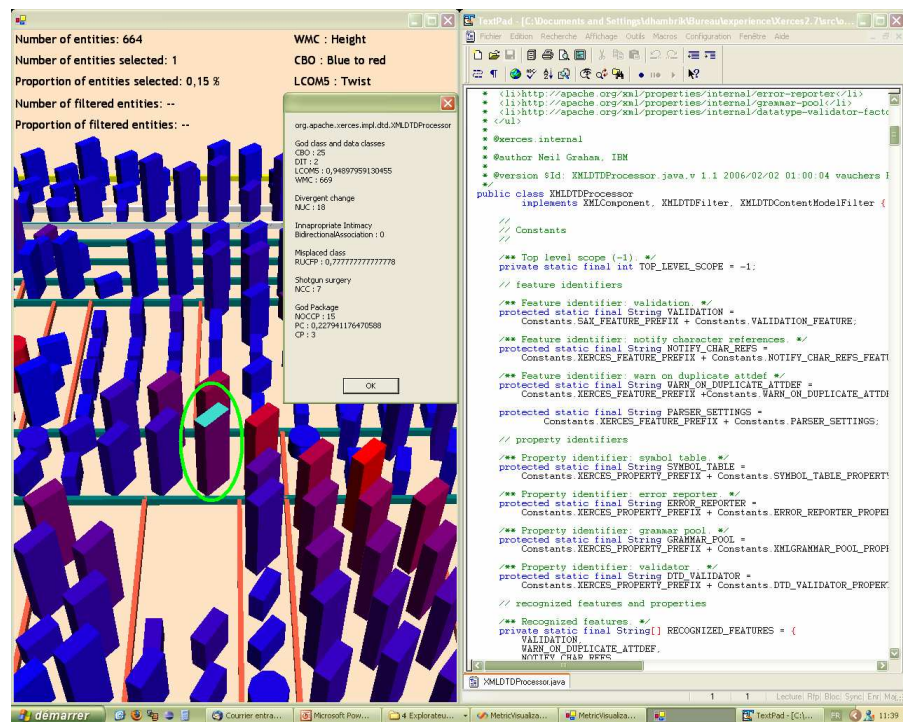 Number of entities: 664
WMC : Height
Number of entities selected: 1
CBO : Blue to red
Proportion of entities selected: 0,15 %
LCOM5 : Twist
Number of filtered entities: --
Proportion of filtered entities: --
org.apache.xerces.impl.dtd.XMLDTDProcessor
God class and data classes
CBO : 25
DIT : 2
LCOM5 : 0,94897959130455
WMC : 669
Divergent change
NUC : 18
Innapropriate Intimacy
BidirectionalAssociation : 0
Misplaced class
RUCFP : 0,777777777777778
Shotgun surgery
NCC : 7
God Package
NOCCP : 15
PC : 0,227941176470588
CP : 3
OK
TextPad - [C:\Documents and Settings\dhambrik\Bureau\experience\Xerces2.7\src\o...
Fichier Edition Recherche Affichage Outils Macros Configuration Fenêtre Aide
* <li>http://apache.org/xml/properties/internal/error-reporter</li>
* <li>http://apache.org/xml/properties/internal/grammar-pool</li>
* <li>http://apache.org/xml/properties/internal/datatype-validator-facto
* </ul>
*
* @xerces.internal
*
* @author Neil Graham, IBM
*
* @version $Id: XMLDTDProcessor.java,v 1.1 2006/02/02 01:00:04 vauchers
*/
public class XMLDTDProcessor
implements XMLComponent, XMLDTDFilter, XMLDTDContentModelFilter {
//
// Constants
//
/** Top level scope (-1). */
private static final int TOP_LEVEL_SCOPE = -1;
// feature identifiers
/** Feature identifier: validation. */
protected static final String VALIDATION =
Constants.SAX_FEATURE_PREFIX + Constants.VALIDATION_FEATURE;
/** Feature identifier: notify character references. */
protected static final String NOTIFY_CHAR_REFS =
Constants.XERCES_FEATURE_PREFIX + Constants.NOTIFY_CHAR_REFS_FEATU
/** Feature identifier: warn on duplicate attdef */
protected static final String WARN_ON_DUPLICATE_ATTDEF =
Constants.XERCES_FEATURE_PREFIX +Constants.WARN_ON_DUPLICATE_ATTDE
protected static final String PARSER_SETTINGS =
Constants.XERCES_FEATURE_PREFIX + Constants.PARSER_SETTINGS;
// property identifiers
/** Property identifier: symbol table. */
protected static final String SYMBOL_TABLE =
Constants.XERCES_PROPERTY_PREFIX + Constants.SYMBOL_TABLE_PROPERTY
/** Property identifier: error reporter. */
protected static final String ERROR_REPORTER =
Constants.XERCES_PROPERTY_PREFIX + Constants.ERROR_REPORTER_PROPER
/** Property identifier: grammar pool. */
protected static final String GRAMMAR_POOL =
Constants.XERCES_PROPERTY_PREFIX + Constants.XMLGRAMMAR_POOL_PROPE
/** Property identifier: validator . */
protected static final String DTD_VALIDATOR =
Constants.XERCES_PROPERTY_PREFIX + Constants.DTD_VALIDATOR_PROPERT
// recognized features and properties
/** Recognized features. */
private static final String[] RECOGNIZED_FEATURES = {
VALIDATION,
WARN_ON_DUPLICATE_ATTDEF,
NOTIFY_CHAR_REFS,
XMLDTDProcessor.java
1 1 Lecture Rfp Bloc Sync Enr Maj
démarrer
Courrier entra...
Microsoft Pow...
4 Explorateu...
MetricVisualiza...
MetricVisualiza...
TextPad - [C:\...
FR
11:39